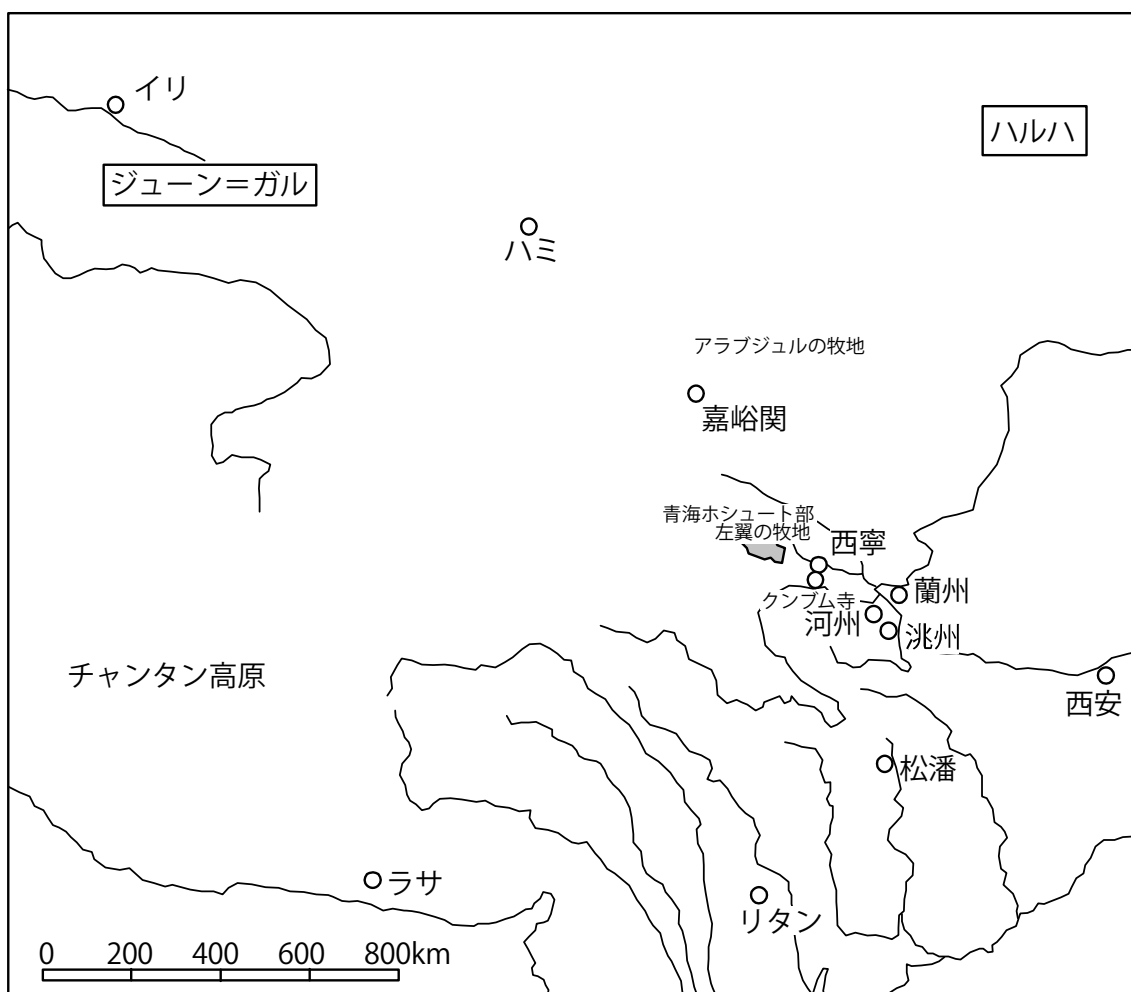 イリ
ハルハ
ジューン＝ガル
ハミ
アラブジュルの牧地
嘉峪関
青海ホシュート部
左翼の牧地
西寧
蘭州
クンブム寺
河州
洮州
チャンタン高原
西安
松潘
ラサ
リタン
0 200 400 600 800km